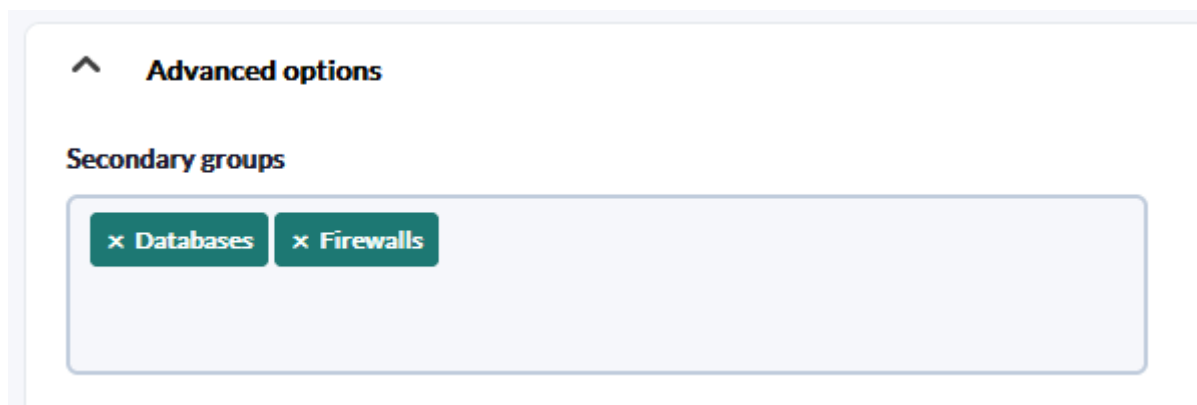 Advanced options
Secondary groups
× Databases × Firewalls